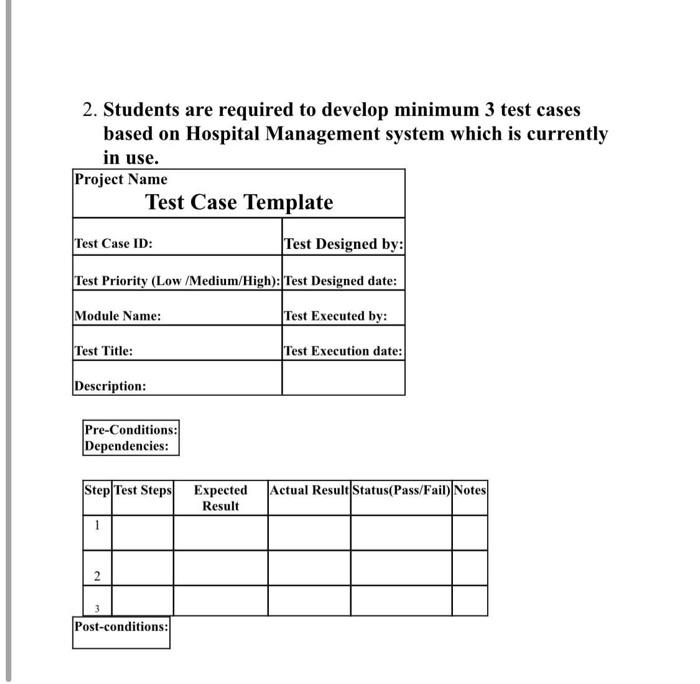 2. Students are required to develop minimum 3 test cases
based on Hospital Management system which is currently
in use.
Project Name
Test Case Template
Test Case ID: Test Designed by:
Test Priority (Low /Medium/High): Test Designed date:
Module Name: Test Executed by:
Test Title: Test Execution date:
Description:
Pre-Conditions:
Dependencies:
Step Test Steps Expected Actual Result Status(Pass/Fail) Notes
Result
1
2
3
Post-conditions: